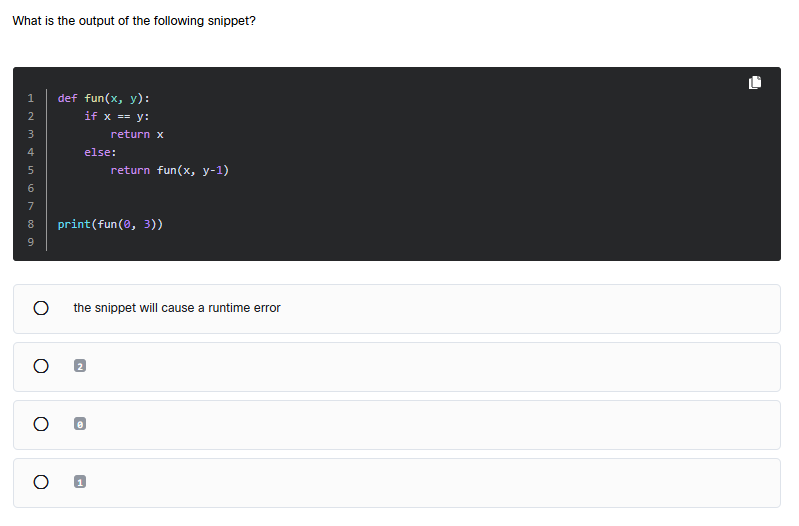 What is the output of the following snippet?
1 def fun(x, y):
2     if x == y:
3         return x
4     else:
5         return fun(x, y-1)
6
7
8 print(fun(0, 3))
9
the snippet will cause a runtime error
2
0
1